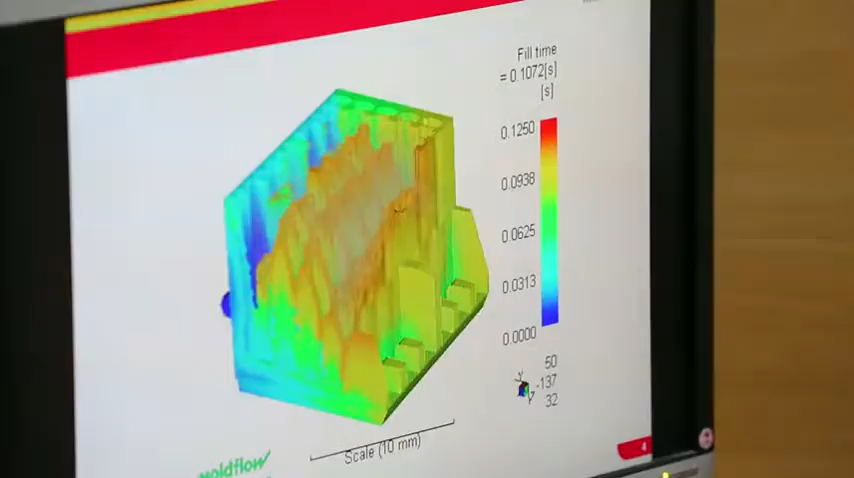 Fill time
= 0.1072[s]
[s]
0.1250
0.0938
0.0625
0.0313
0.0000
50
-137
32
Scale (10 mm)
moldflow
4